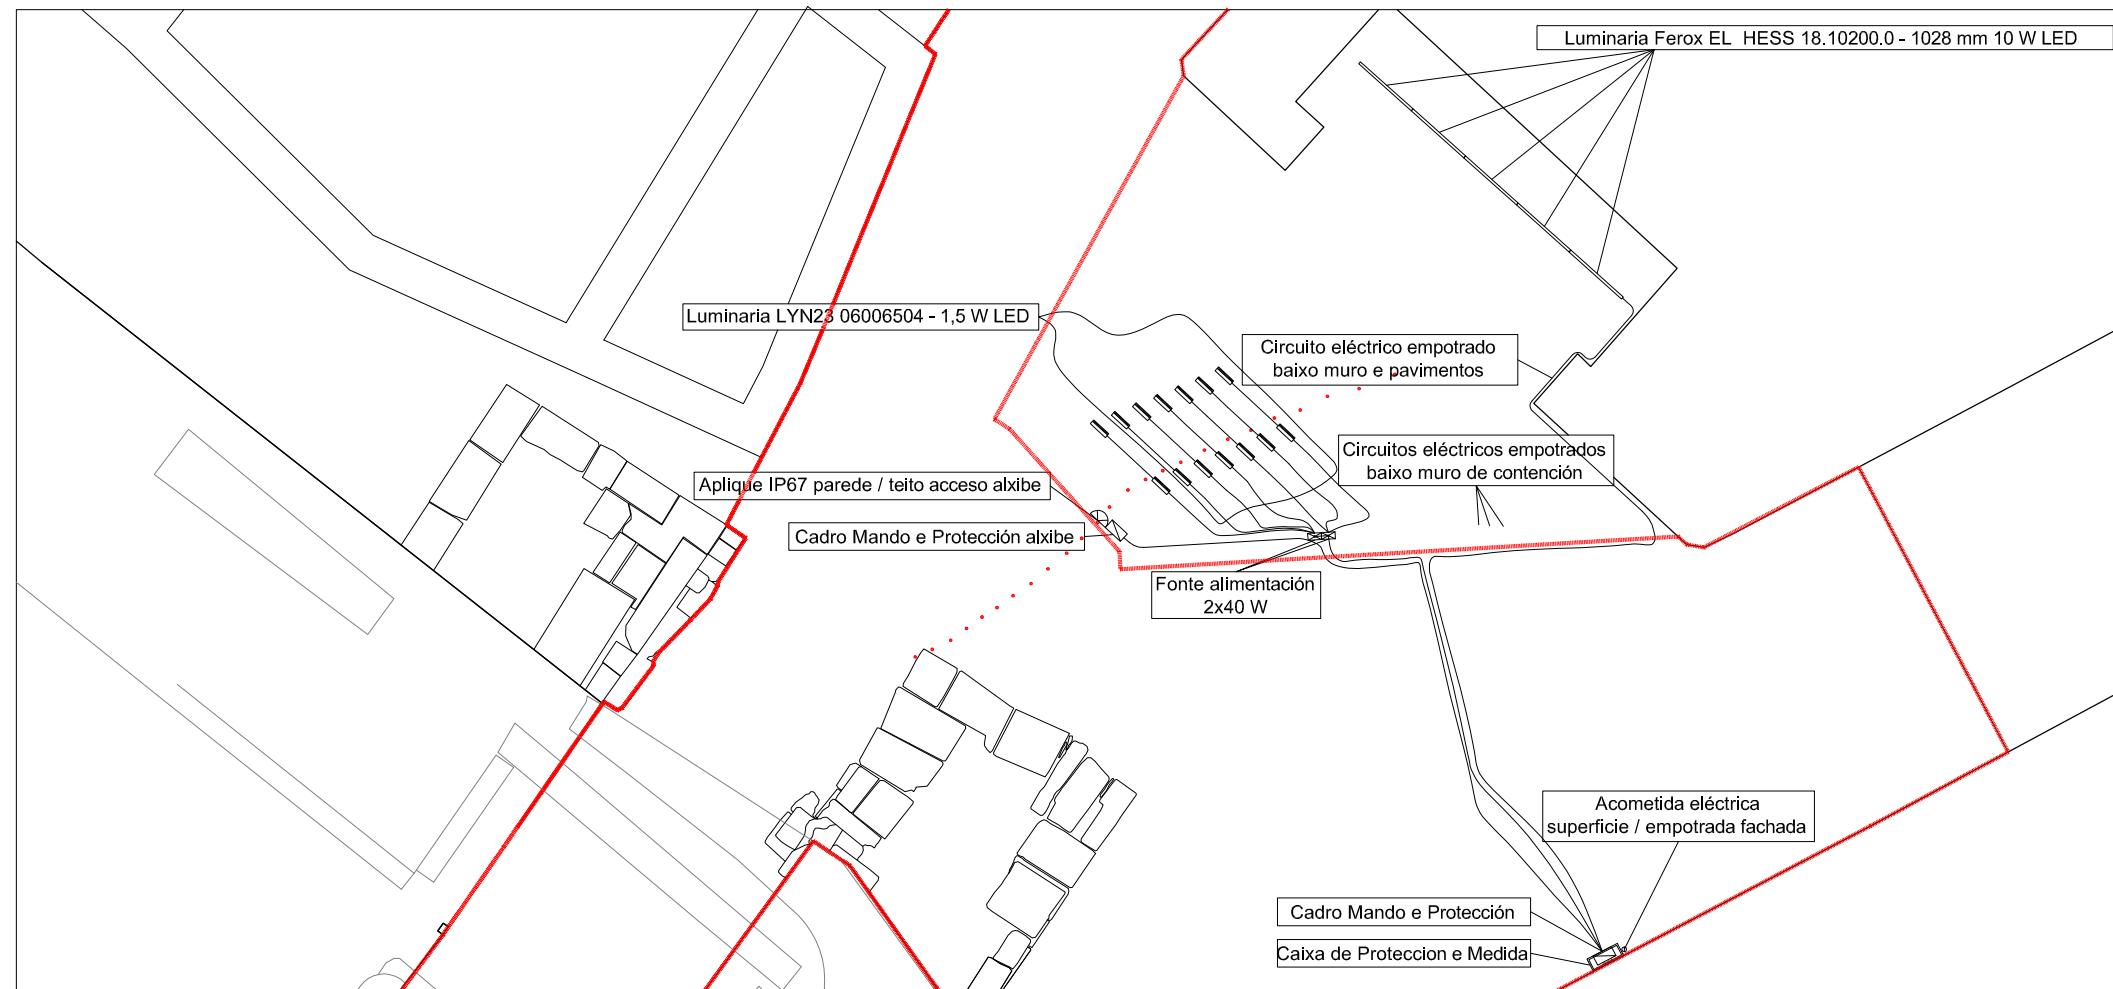 Luminaria Ferox EL  HESS 18.10200.0 - 1028 mm 10 W LED
Luminaria LYN23 06006504 - 1,5 W LED
Circuito eléctrico empotrado
baixo muro e pavimentos
Circuitos eléctricos empotrados
baixo muro de contención
Aplique IP67 parede / teito acceso alxibe
Cadro Mando e Protección alxibe
Fonte alimentación
2x40 W
Acometida eléctrica
superficie / empotrada fachada
Cadro Mando e Protección
Caixa de Proteccion e Medida